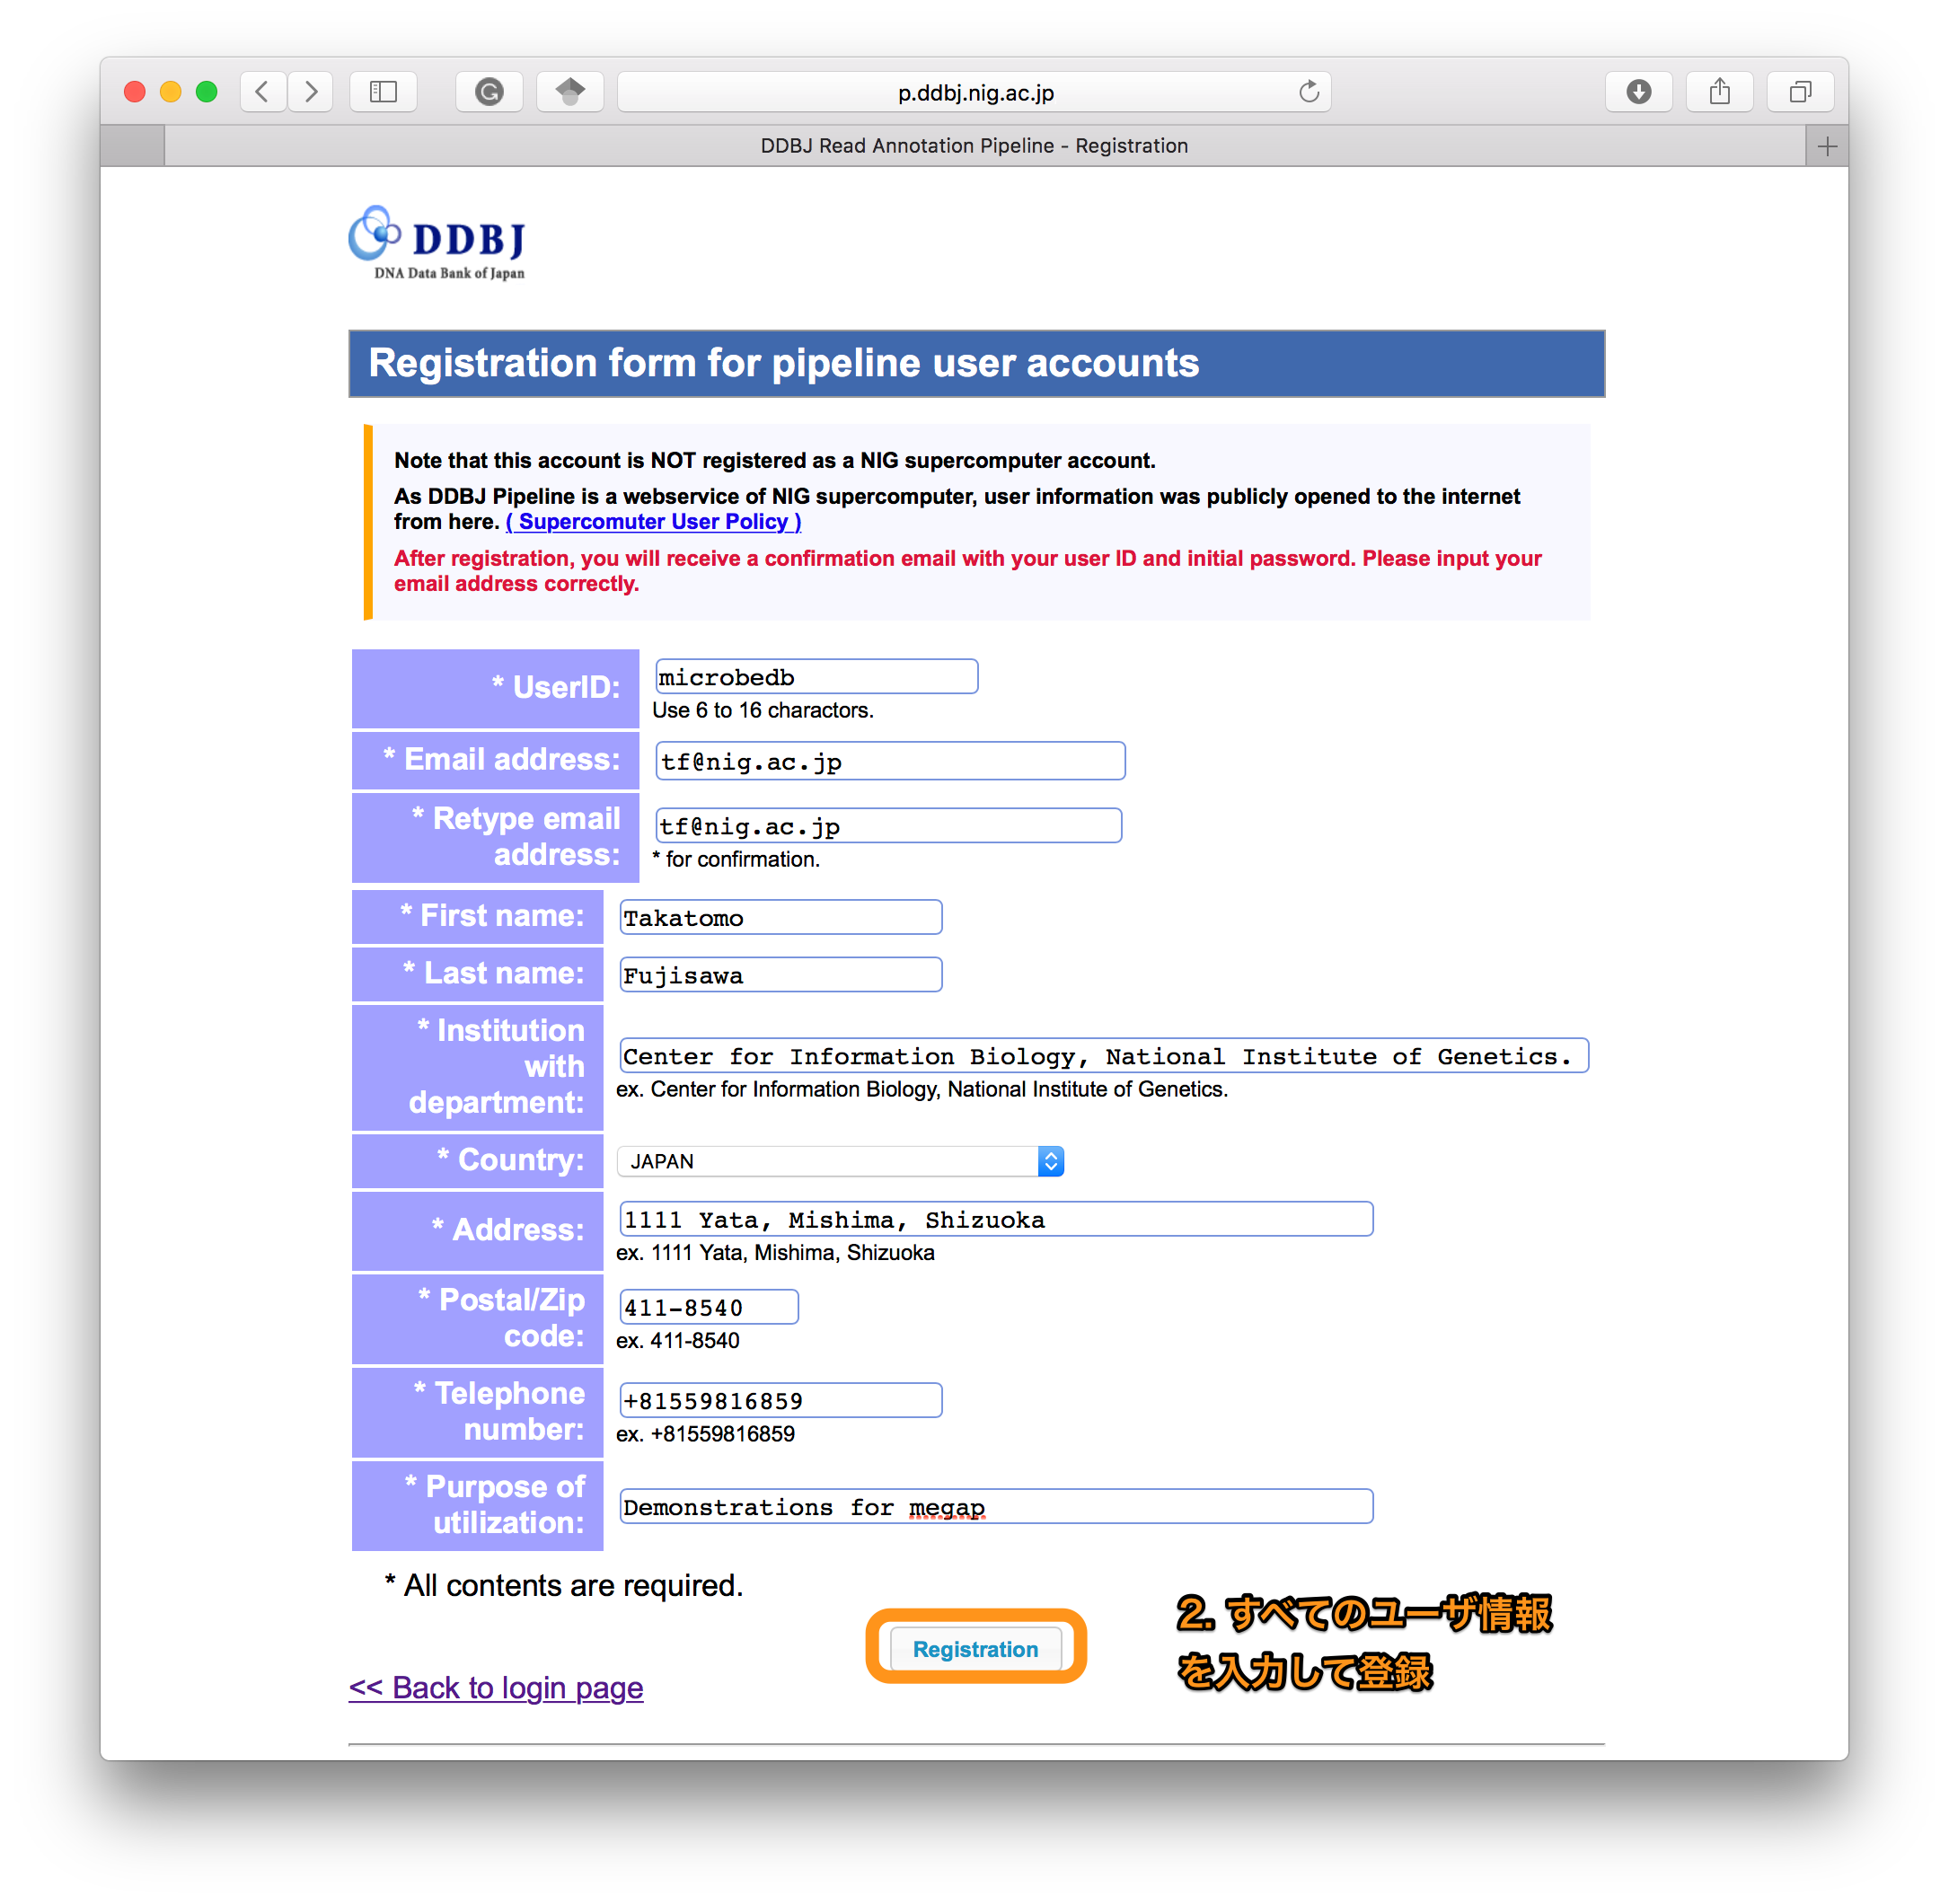 p.ddbj.nig.ac.jp
DDBJ Read Annotation Pipeline - Registration
DDBJ
DNA Data Bank of Japan
Registration form for pipeline user accounts
Note that this account is NOT registered as a NIG supercomputer account.
As DDBJ Pipeline is a webservice of NIG supercomputer, user information was publicly opened to the internet
from here. ( Supercomuter User Policy )
After registration, you will receive a confirmation email with your user ID and initial password. Please input your
email address correctly.
* UserID: microbedb
Use 6 to 16 charactors.
* Email address: tf@nig.ac.jp
* Retype email
address:
tf@nig.ac.jp
* for confirmation.
* First name: Takatomo
* Last name: Fujisawa
* Institution
with
department:
Center for Information Biology, National Institute of Genetics.
ex. Center for Information Biology, National Institute of Genetics.
* Country: JAPAN
* Address: 1111 Yata, Mishima, Shizuoka
ex. 1111 Yata, Mishima, Shizuoka
* Postal/Zip
code:
411-8540
ex. 411-8540
* Telephone
number:
+81559816859
ex. +81559816859
* Purpose of
utilization:
Demonstrations for megap
* All contents are required.
Registration
2. すべてのユーザ情報
を入力して登録
<< Back to login page